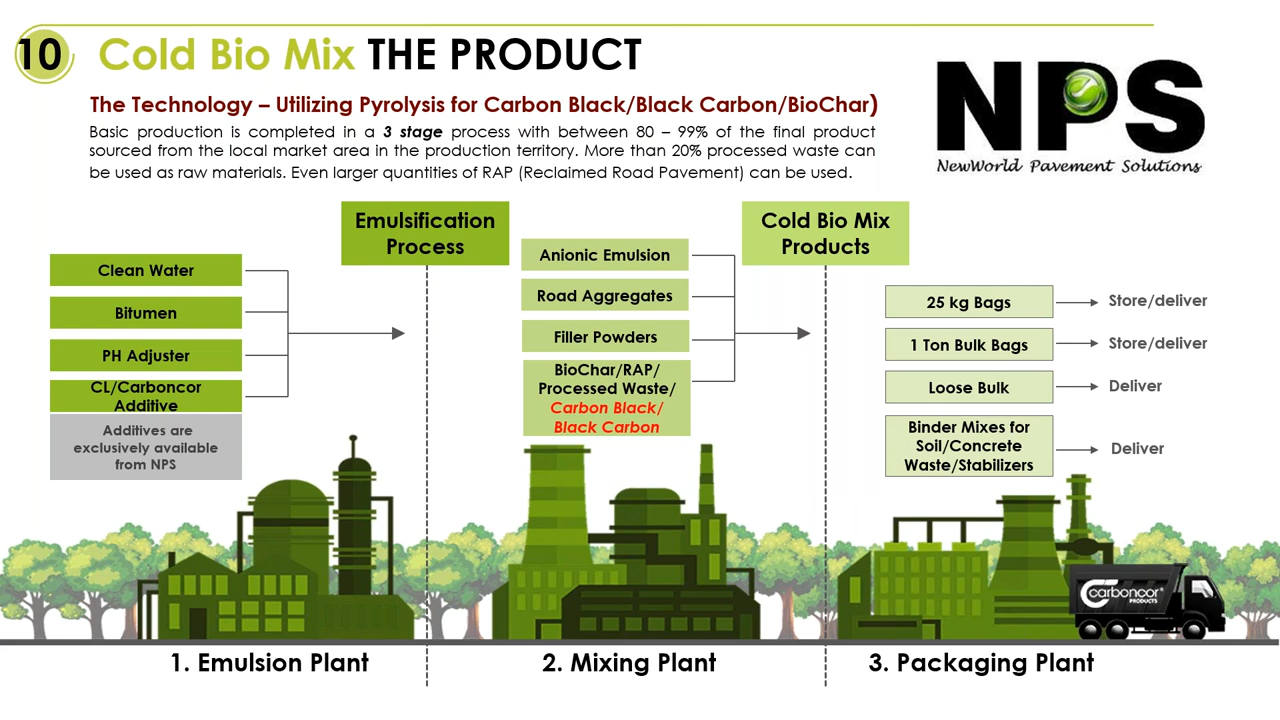 10
Cold Bio Mix THE PRODUCT
NPS
NewWorld Pavement Solutions
The Technology – Utilizing Pyrolysis for Carbon Black/Black Carbon/BioChar)
Basic production is completed in a 3 stage process with between 80 – 99% of the final product
sourced from the local market area in the production territory. More than 20% processed waste can
be used as raw materials. Even larger quantities of RAP (Reclaimed Road Pavement) can be used.
Emulsification
Process
Cold Bio Mix
Products
Clean Water
Bitumen
PH Adjuster
CL/Carboncor
Additive
Additives are
exclusively available
from NPS
Anionic Emulsion
Road Aggregates
Filler Powders
BioChar/RAP/
Processed Waste/
Carbon Black/
Black Carbon
25 kg Bags
Store/deliver
1 Ton Bulk Bags
Store/deliver
Loose Bulk
Deliver
Binder Mixes for
Soil/Concrete
Waste/Stabilizers
Deliver
carboncor®
PRODUCTS
1. Emulsion Plant
2. Mixing Plant
3. Packaging Plant